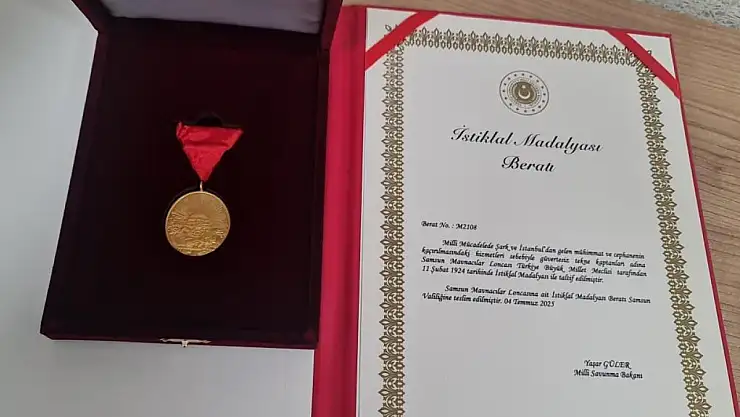 İstiklal Madalyası
Beratı
Berat No. : M2108
Milli Mücadelede Şark ve İstanbul'dan gelen mühimmat ve cephanenin
kaçırılmasındaki hizmetleri sebebiyle güvertesiz tekne kaptanları adına
Samsun Mavnacılar Loncası Türkiye Büyük Millet Meclisi tarafından
11 Şubat 1924 tarihinde İstiklal Madalyası ile taltif edilmiştir.
Samsun Mavnacılar Loncasına ait İstiklal Madalyası Beratı Samsun
Valiliğine teslim edilmiştir. 04 Temmuz 2025
Yaşar GÜLER
Milli Savunma Bakanı